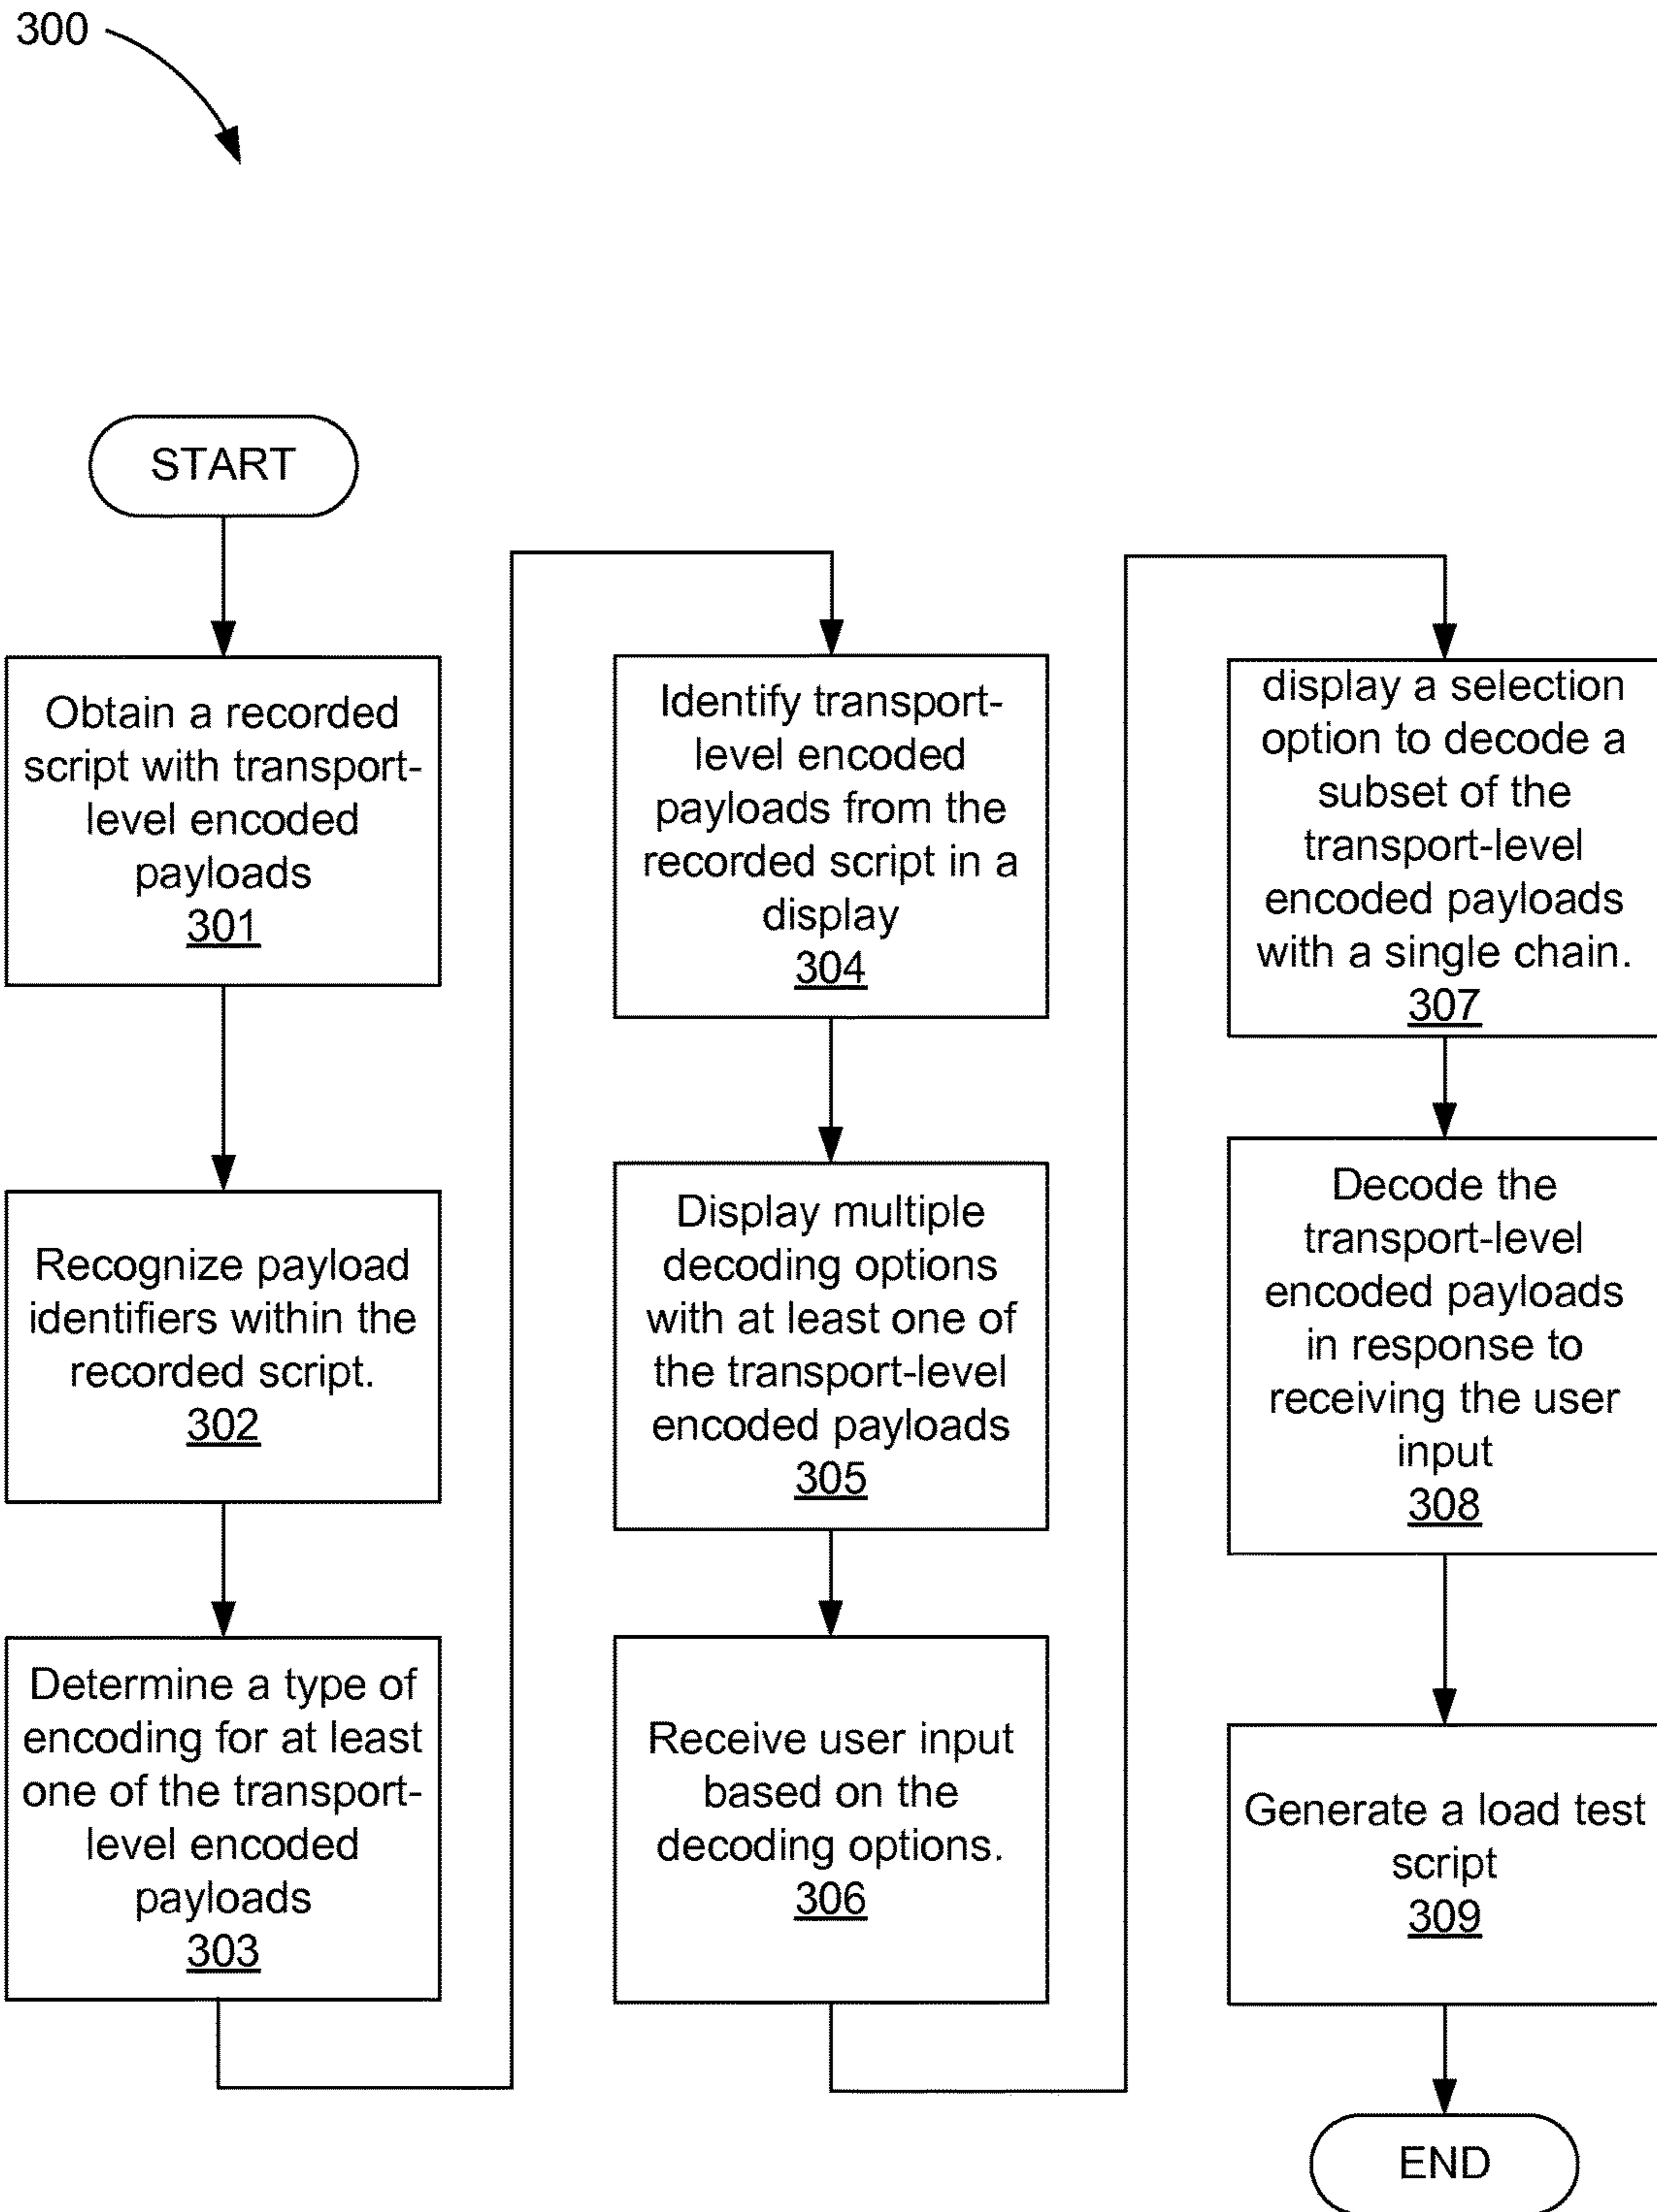 300
START
Obtain a recorded
script with transport-
level encoded
payloads
301
Recognize payload
identifiers within the
recorded script.
302
Determine a type of
encoding for at least
one of the transport-
level encoded
payloads
303
Identify transport-
level encoded
payloads from the
recorded script in a
display
304
Display multiple
decoding options
with at least one of
the transport-level
encoded payloads
305
Receive user input
based on the
decoding options.
306
display a selection
option to decode a
subset of the
transport-level
encoded payloads
with a single chain.
307
Decode the
transport-level
encoded payloads
in response to
receiving the user
input
308
Generate a load test
script
309
END